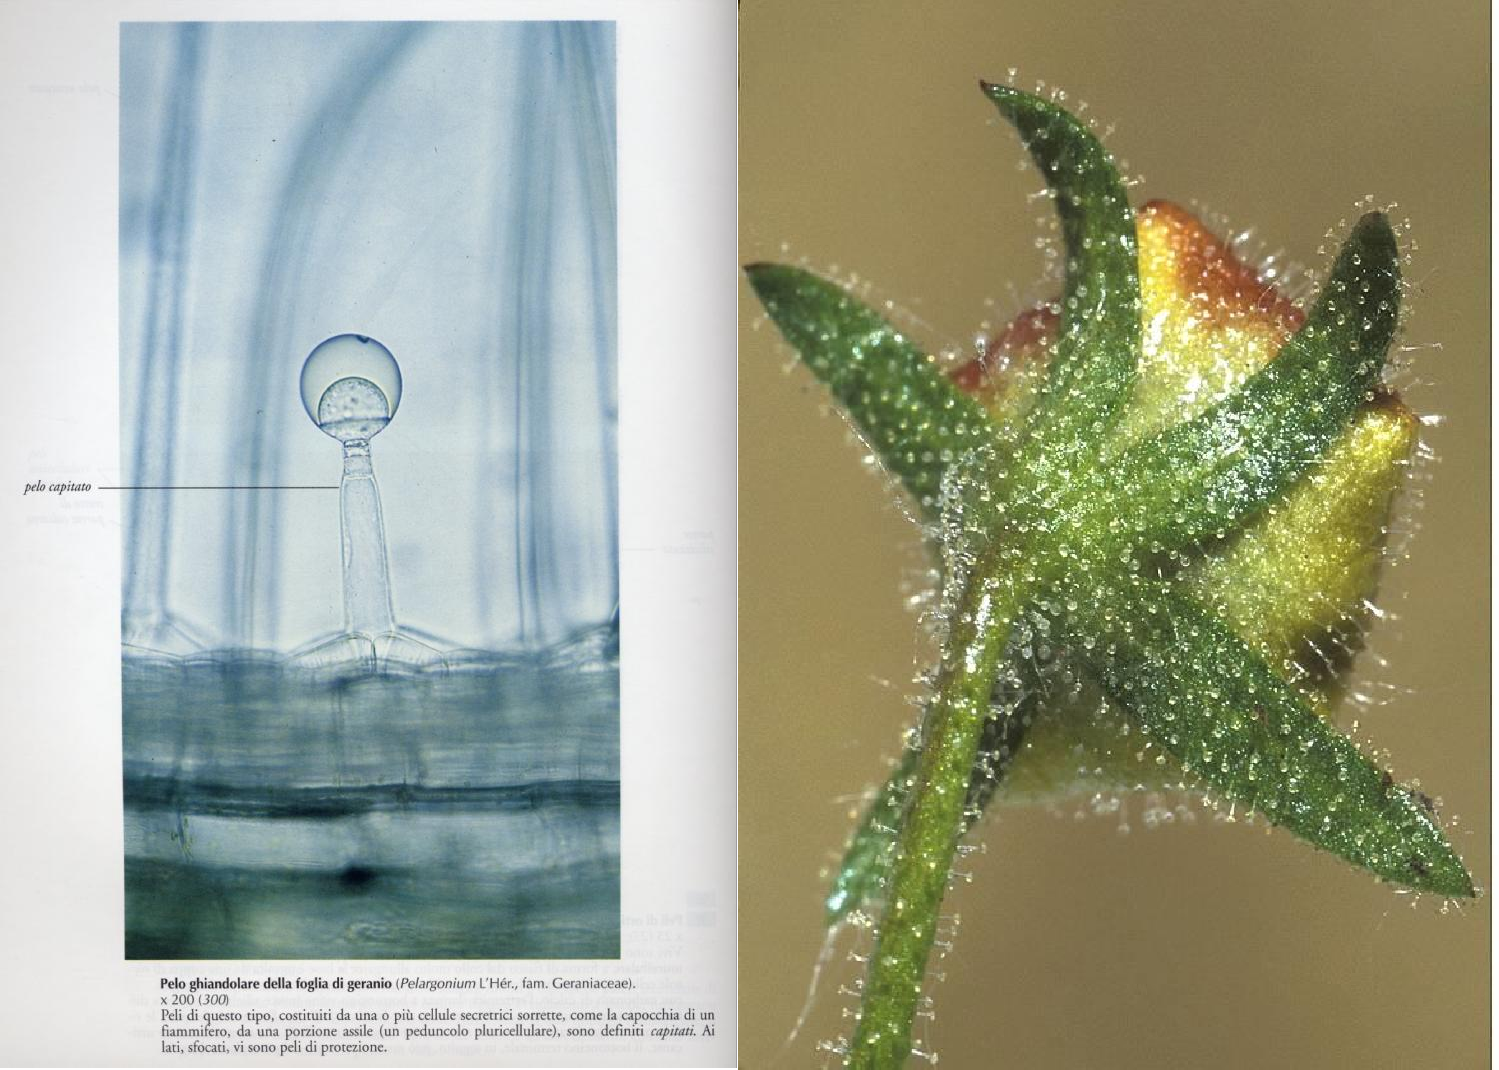 pelo capitato
Pelo ghiandolare della foglia di geranio (Pelargonium L'Hér., fam. Geraniaceae).
x 200 (300)
Peli di questo tipo, costituiti da una o più cellule secretrici sorrette, come la capocchia di un
fiammifero, da una porzione assile (un peduncolo pluricellulare), sono definiti capitati. Ai
lati, sfocati, vi sono peli di protezione.